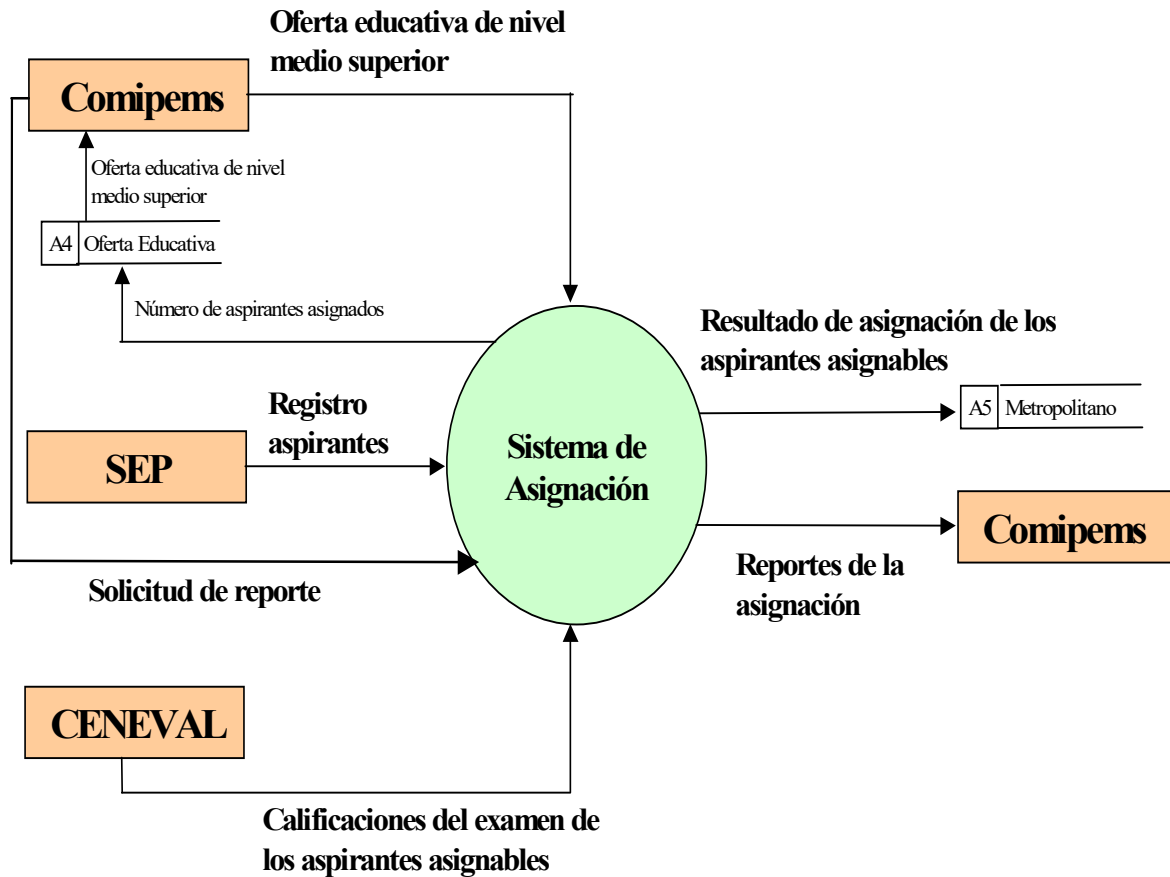 Oferta educativa de nivel
medio superior
Comipems
Oferta educativa de nivel
medio superior
A4 Oferta Educativa
Número de aspirantes asignados
Resultado de asignación de los
aspirantes asignables
A5 Metropolitano
Registro
aspirantes
SEP
Sistema de
Asignación
Comipems
Solicitud de reporte
Reportes de la
asignación
CENEVAL
Calificaciones del examen de
los aspirantes asignables